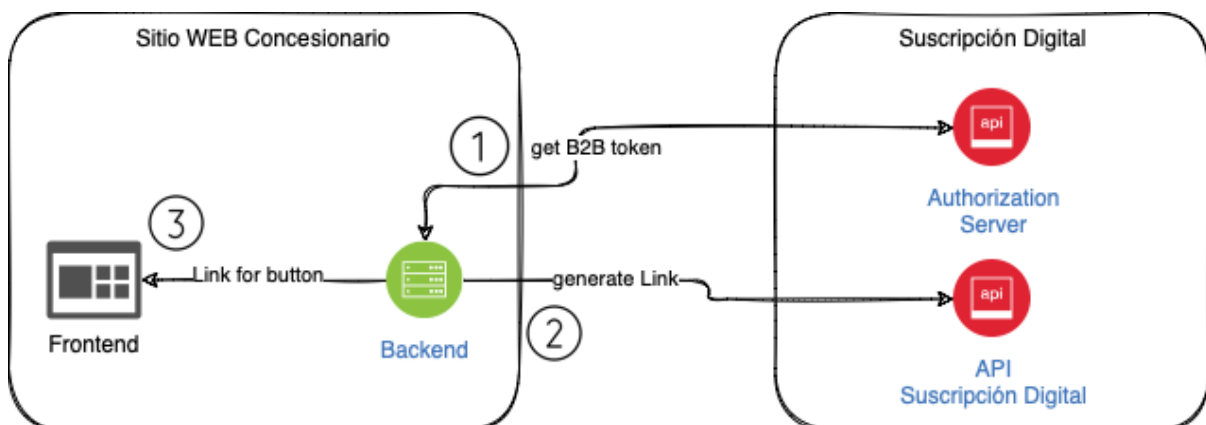 Sitio WEB Concesionario
Suscripción Digital
api
1
get B2B token
Authorization
Server
3
Link for button
generate Link
api
Frontend
Backend
2
API
Suscripción Digital